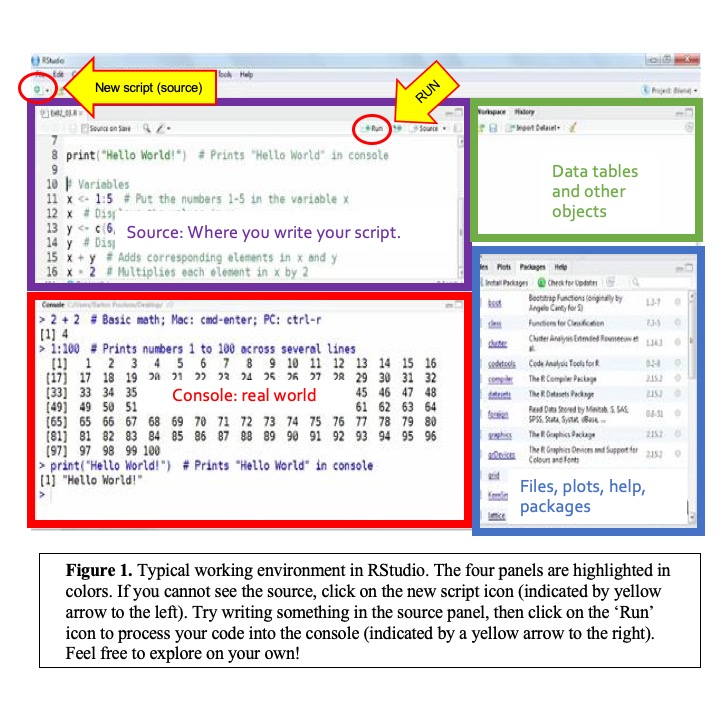 RStudio
Edit
Tools Help
New script (source)
RUN
Project: (None)
Ex02_03.R
Source on Save
Run
Source
7
8 print("Hello World!") # Prints "Hello World" in console
9
10 # Variables
11 x <- 1:5 # Put the numbers 1-5 in the variable x
12 x # Disp
13 y <- c(6,
14 y # Disp
15 x + y # Adds corresponding elements in x and y
16 x * 2 # Multiplies each element in x by 2
Source: Where you write your script.
Workspace History
Import Dataset
Data tables
and other
objects
Console
> 2 + 2 # Basic math; Mac: cmd-enter; PC: ctrl-r
[1] 4
> 1:100 # Prints numbers 1 to 100 across several lines
[1] 1 2 3 4 5 6 7 8 9 10 11 12 13 14 15 16
[17] 17 18 19 20 21 22 23 24 25 26 27 28 29 30 31 32
[33] 33 34 35 45 46 47 48
[49] 49 50 51 61 62 63 64
[65] 65 66 67 68 69 70 71 72 73 74 75 76 77 78 79 80
[81] 81 82 83 84 85 86 87 88 89 90 91 92 93 94 95 96
[97] 97 98 99 100
> print("Hello World!") # Prints "Hello World" in console
[1] "Hello World!"
>
Console: real world
Plots Packages Help
Install Packages Check for Updates
boot Bootstrap Functions (originally by Angelo Canty for S) 1.3-7
class Functions for Classification 7.3-5
cluster Cluster Analysis Extended Rousseeuw et al. 1.14.3
codetools Code Analysis Tools for R 0.2-8
compiler The R Compiler Package 2.15.2
datasets The R Datasets Package 2.15.2
foreign Read Data Stored by Minitab, S, SAS, SPSS, Stata, Systat, dBase, ... 0.8-51
graphics The R Graphics Package 2.15.2
grDevices The R Graphics Devices and Support for Colours and Fonts 2.15.2
grid
KernSm
lattice
Files, plots, help,
packages
Figure 1. Typical working environment in RStudio. The four panels are highlighted in
colors. If you cannot see the source, click on the new script icon (indicated by yellow
arrow to the left). Try writing something in the source panel, then click on the ‘Run’
icon to process your code into the console (indicated by a yellow arrow to the right).
Feel free to explore on your own!